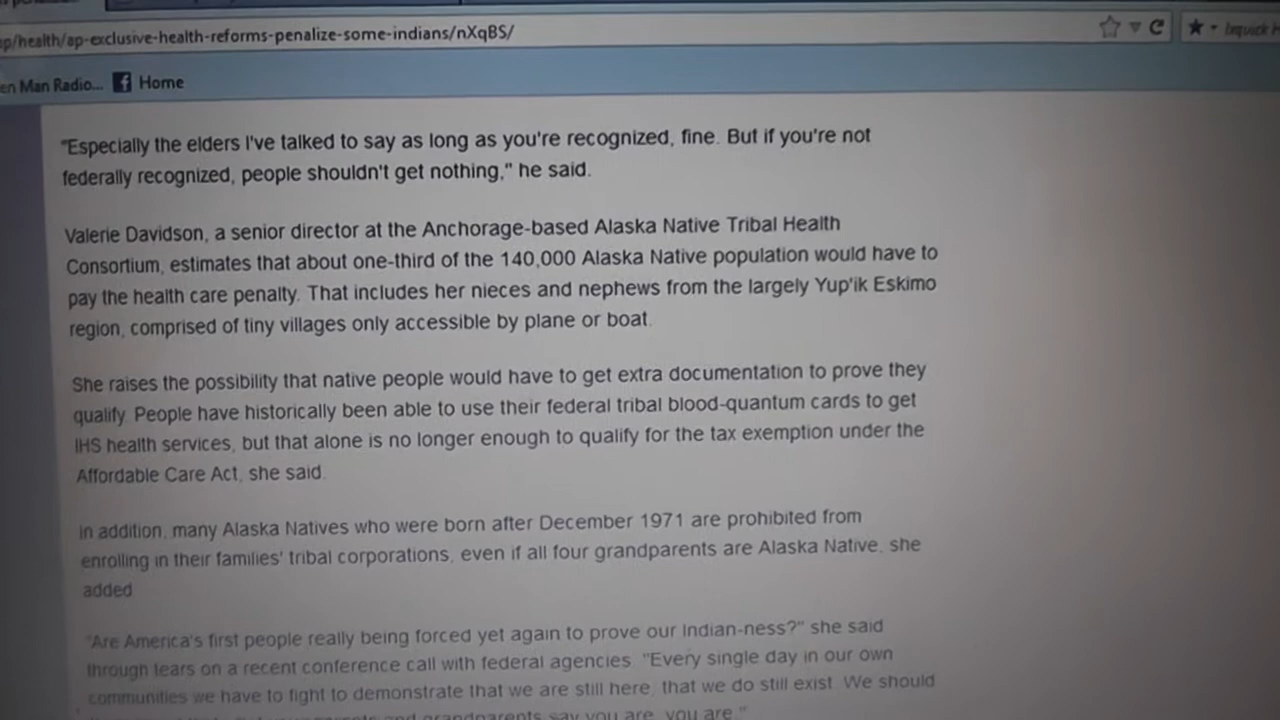 p/health/ap-exclusive-health-reforms-penalize-some-indians/nXqBS/
en Man Radio... Home
"Especially the elders I've talked to say as long as you're recognized, fine. But if you're not
federally recognized, people shouldn't get nothing," he said.
Valerie Davidson, a senior director at the Anchorage-based Alaska Native Tribal Health
Consortium, estimates that about one-third of the 140,000 Alaska Native population would have to
pay the health care penalty. That includes her nieces and nephews from the largely Yup'ik Eskimo
region, comprised of tiny villages only accessible by plane or boat.
She raises the possibility that native people would have to get extra documentation to prove they
qualify. People have historically been able to use their federal tribal blood-quantum cards to get
IHS health services, but that alone is no longer enough to qualify for the tax exemption under the
Affordable Care Act, she said.
In addition, many Alaska Natives who were born after December 1971 are prohibited from
enrolling in their families' tribal corporations, even if all four grandparents are Alaska Native, she
added.
"Are America's first people really being forced yet again to prove our Indian-ness?" she said
through tears on a recent conference call with federal agencies. "Every single day in our own
communities we have to fight to demonstrate that we are still here, that we do still exist. We should
and grandparents say you are, you are."